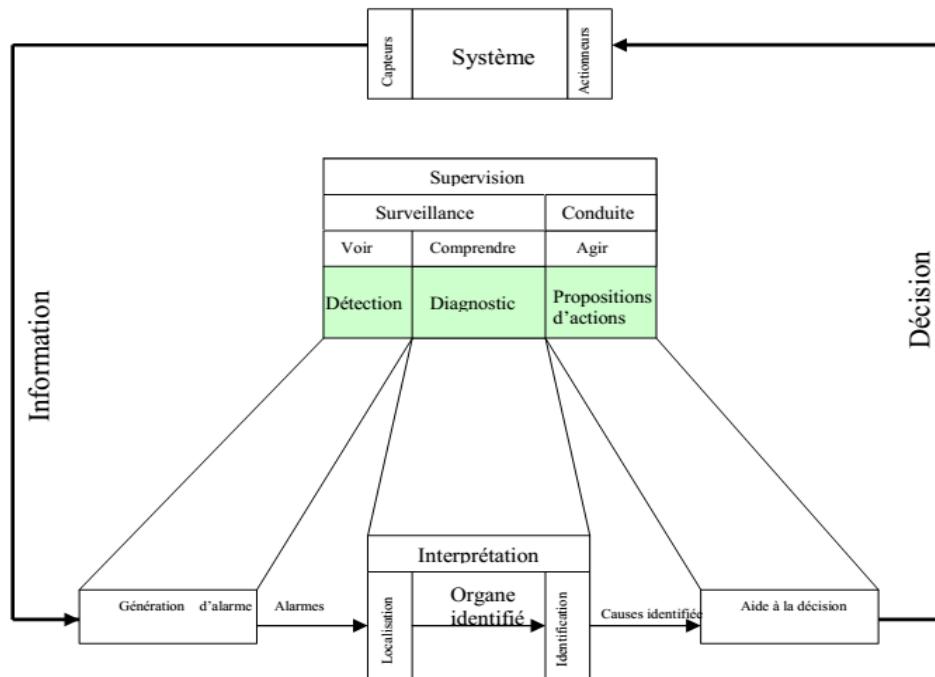 Capteurs
Système
Actionneurs
Supervision
Surveillance
Conduite
Voir
Comprendre
Agir
Détection
Diagnostic
Propositions
d'actions
Information
Décision
Interprétation
Génération d'alarme
Alarmes
Localisation
Organe
identifié
Identification
Causes identifiée
Aide à la décision